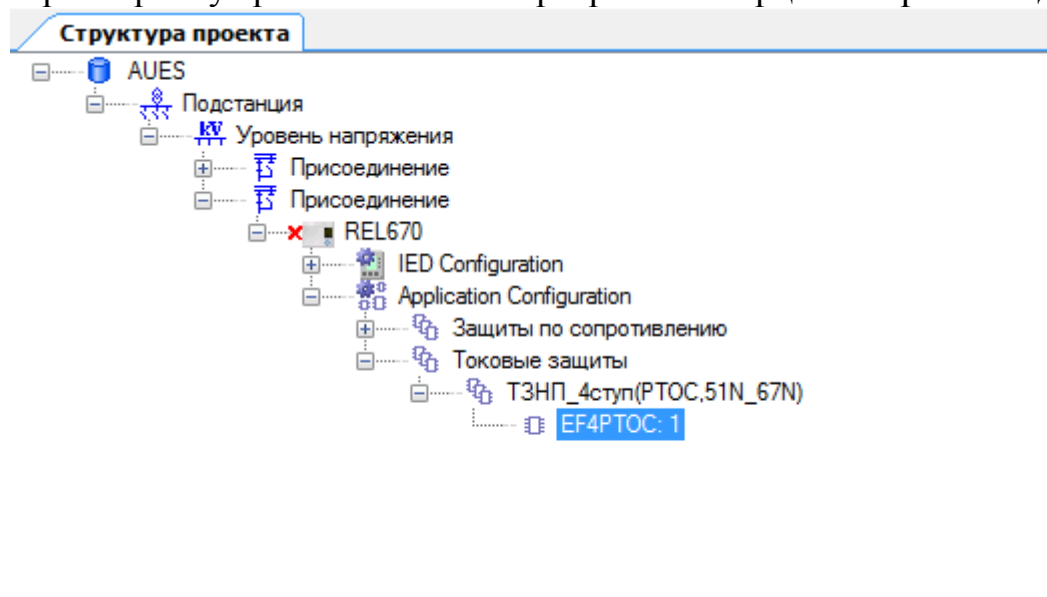 Структура проекта
AUES
Подстанция
kV Уровень напряжения
Присоединение
Присоединение
REL670
IED Configuration
Application Configuration
Защиты по сопротивлению
Токовые защиты
ТЗНП_4ступ(PTOC,51N_67N)
EF4PTOC: 1